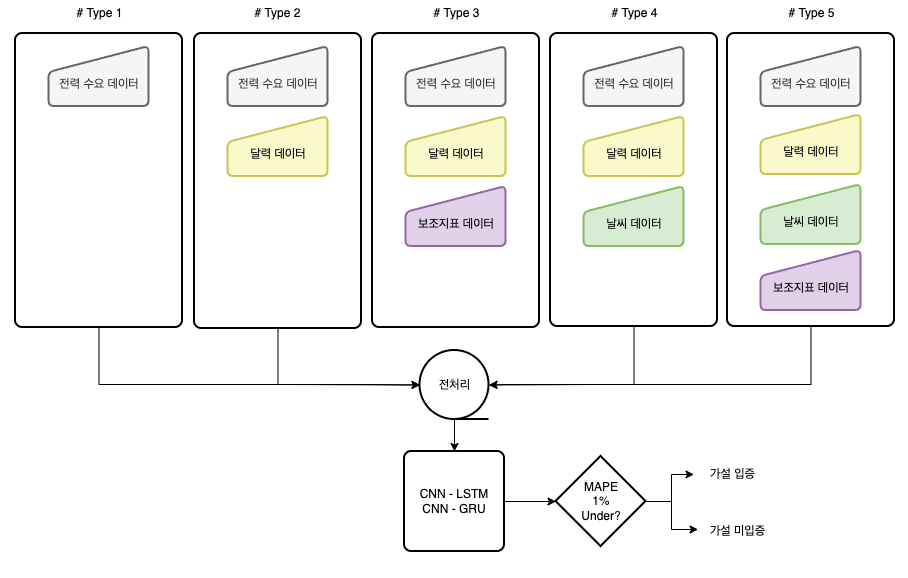 # Type 1
# Type 2
# Type 3
# Type 4
# Type 5
전력 수요 데이터
전력 수요 데이터
달력 데이터
전력 수요 데이터
달력 데이터
보조지표 데이터
전력 수요 데이터
달력 데이터
날씨 데이터
전력 수요 데이터
달력 데이터
날씨 데이터
보조지표 데이터
전처리
CNN - LSTM
CNN - GRU
MAPE
1%
Under?
가설 입증
가설 미입증